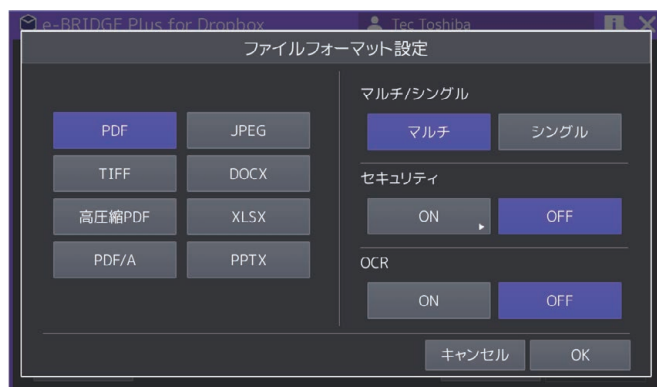 e-BRIDGE Plus for Dropbox
Tec Toshiba
ファイルフォーマット設定
PDF
JPEG
TIFF
DOCX
高圧縮PDF
XLSX
PDF/A
PPTX
マルチ/シングル
マルチ
シングル
セキュリティ
ON
OFF
OCR
ON
OFF
キャンセル
OK